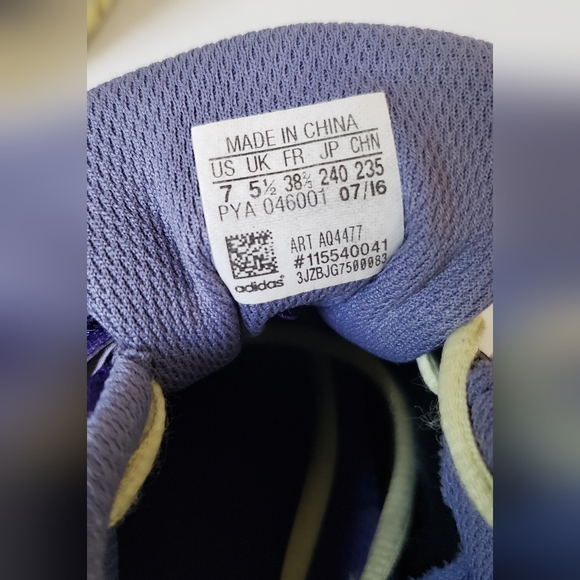 MADE IN CHINA
US UK FR JP CHN
7 5½ 38⅔ 240 235
PYA 046001 07/16
ART AQ4477
#115540041
3JZBJG7500083
adidas®